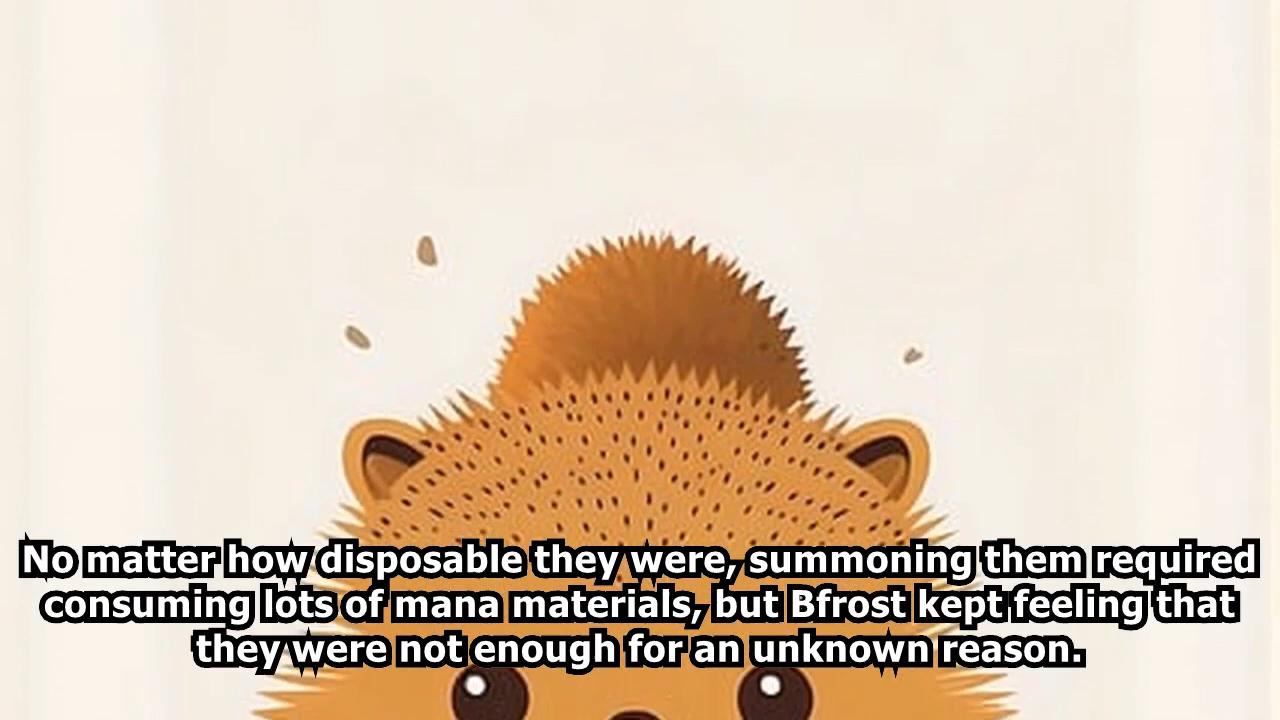 No matter how disposable they were, summoning them required
consuming lots of mana materials, but Bfrost kept feeling that
they were not enough for an unknown reason.